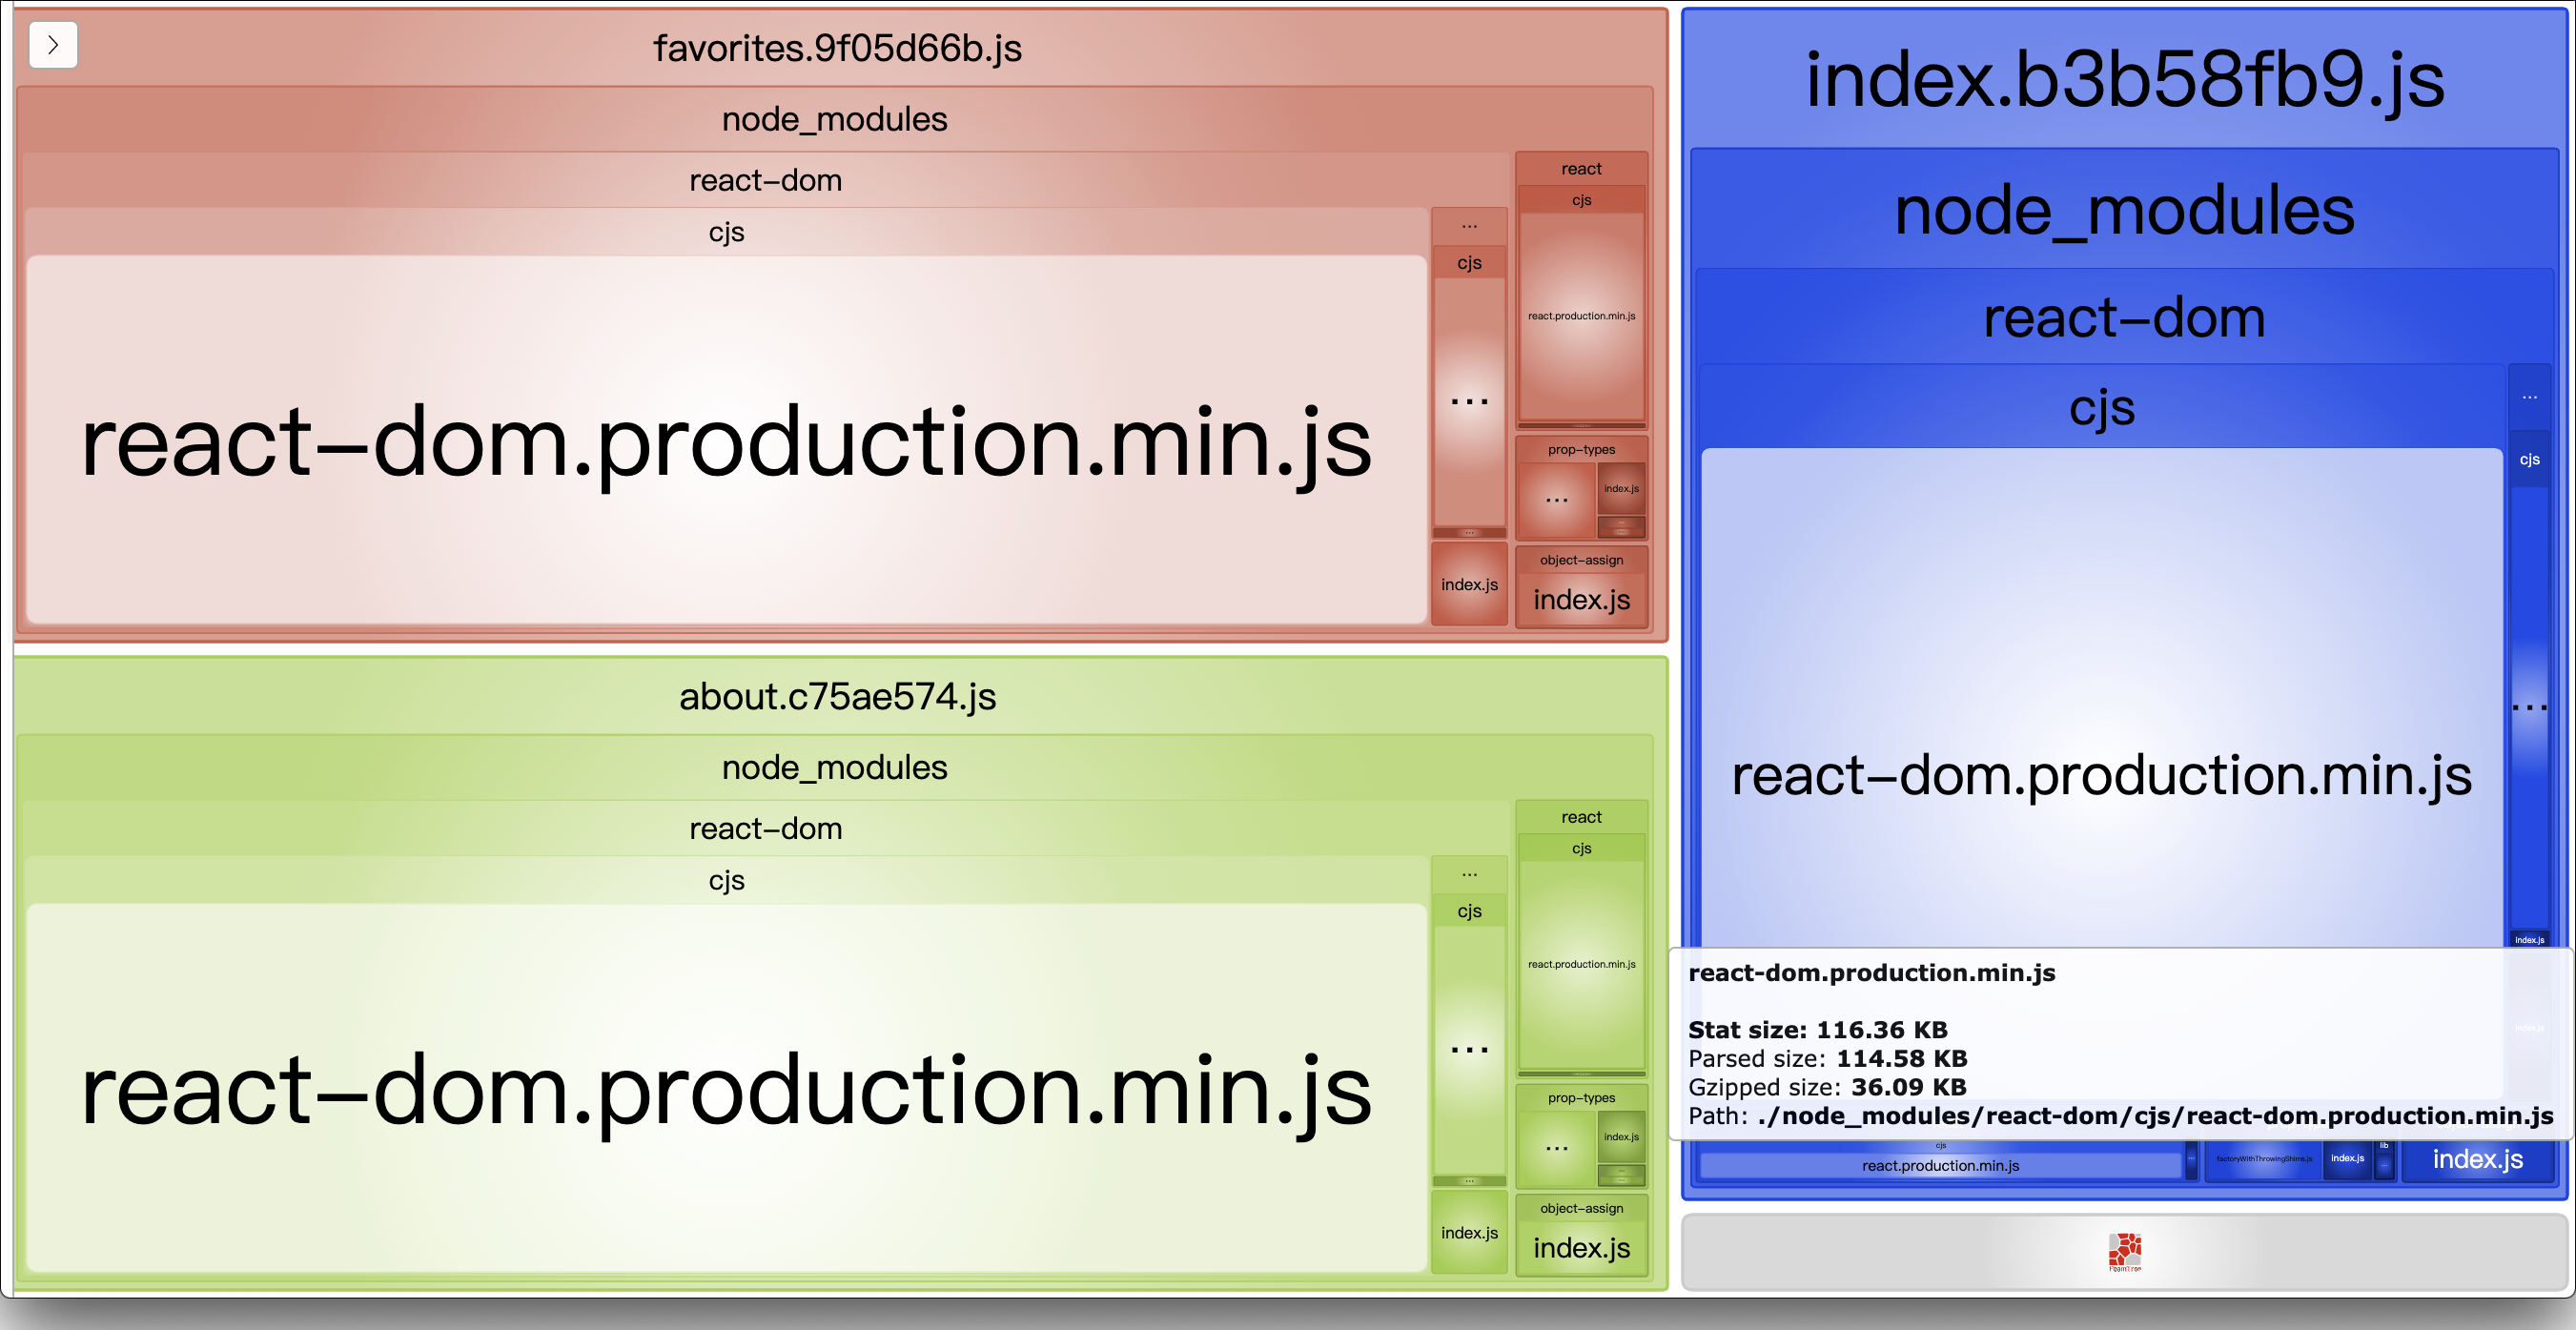 favorites.9f05d66b.js
node_modules
react-dom
cjs
react-dom.production.min.js
...
cjs
...
...
index.js
react
cjs
react.production.min.js
prop-types
...
index.js
object-assign
index.js
about.c75ae574.js
node_modules
react-dom
cjs
react-dom.production.min.js
...
cjs
...
...
index.js
react
cjs
react.production.min.js
prop-types
...
index.js
object-assign
index.js
index.b3b58fb9.js
node_modules
react-dom
cjs
react-dom.production.min.js
...
cjs
...
index.js
index.js
react-dom.production.min.js
Stat size: 116.36 KB
Parsed size: 114.58 KB
Gzipped size: 36.09 KB
Path: ./node_modules/react-dom/cjs/react-dom.production.min.js
cjs
react.production.min.js
factoryWithThrowingShims.js
index.js
lib
...
index.js
FoamTree